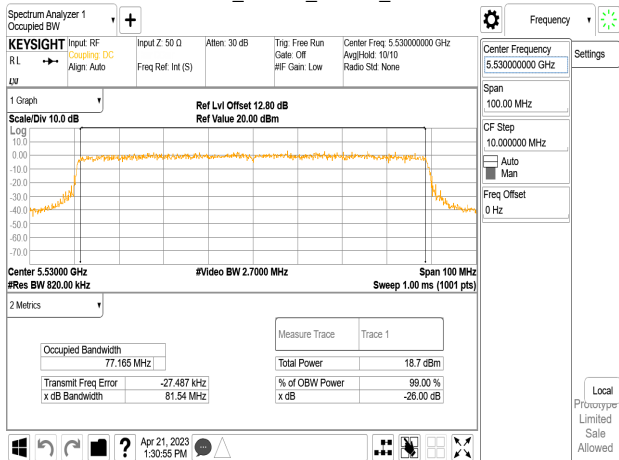 Spectrum Analyzer 1
Occupied BW
Frequency
KEYSIGHT
Input: RF
Input Z: 50 Ω
Atten: 30 dB
Trig: Free Run
Center Freq: 5.530000000 GHz
R L
Coupling: DC
Gate: Off
Avg|Hold: 10/10
Align: Auto
Freq Ref: Int (S)
#IF Gain: Low
Radio Std: None
LXI
Center Frequency
5.530000000 GHz
Settings
Span
100.00 MHz
CF Step
10.000000 MHz
Auto
Man
Freq Offset
0 Hz
1 Graph
Ref Lvl Offset 12.80 dB
Scale/Div 10.0 dB
Ref Value 20.00 dBm
Log
10.0
0.00
-10.0
-20.0
-30.0
-40.0
-50.0
-60.0
-70.0
Center 5.53000 GHz
#Video BW 2.7000 MHz
Span 100 MHz
#Res BW 820.00 kHz
Sweep 1.00 ms (1001 pts)
2 Metrics
Measure Trace
Trace 1
Occupied Bandwidth
77.165 MHz
Total Power
18.7 dBm
Transmit Freq Error
-27.487 kHz
% of OBW Power
99.00 %
x dB Bandwidth
81.54 MHz
x dB
-26.00 dB
Local
Prototype
Limited
Sale
Allowed
Apr 21, 2023
1:30:55 PM